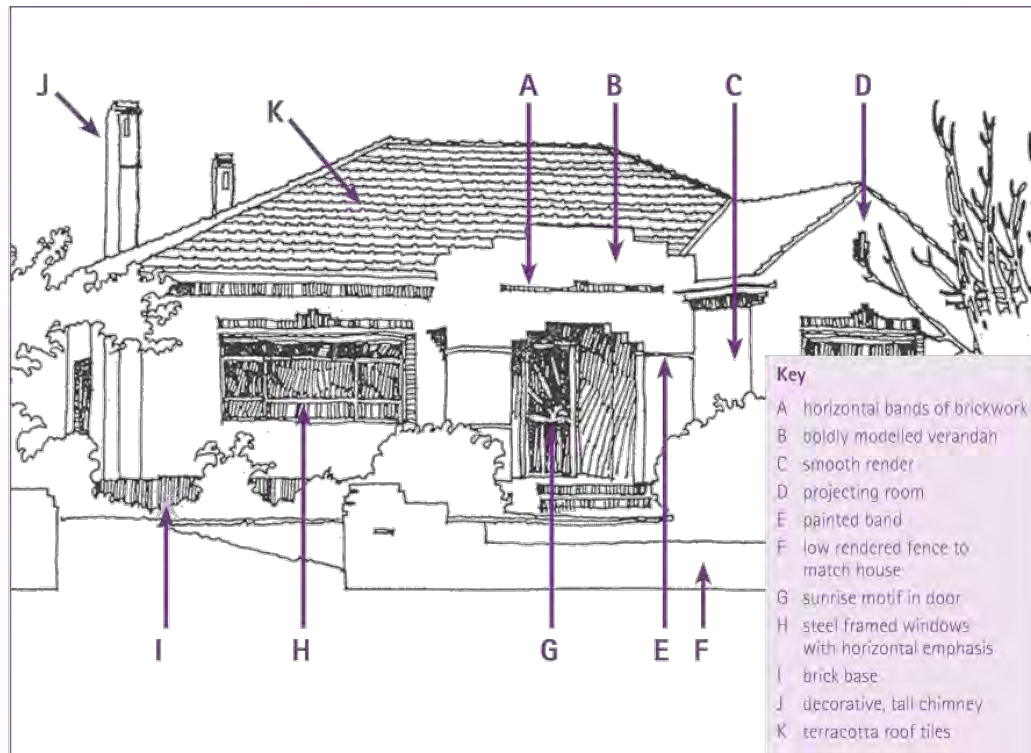 J
K
A
B
C
D
I
H
G
E
F
Key
A horizontal bands of brickwork
B boldly modelled verandah
C smooth render
D projecting room
E painted band
F low rendered fence to
match house
G sunrise motif in door
H steel framed windows
with horizontal emphasis
I brick base
J decorative, tall chimney
K terracotta roof tiles